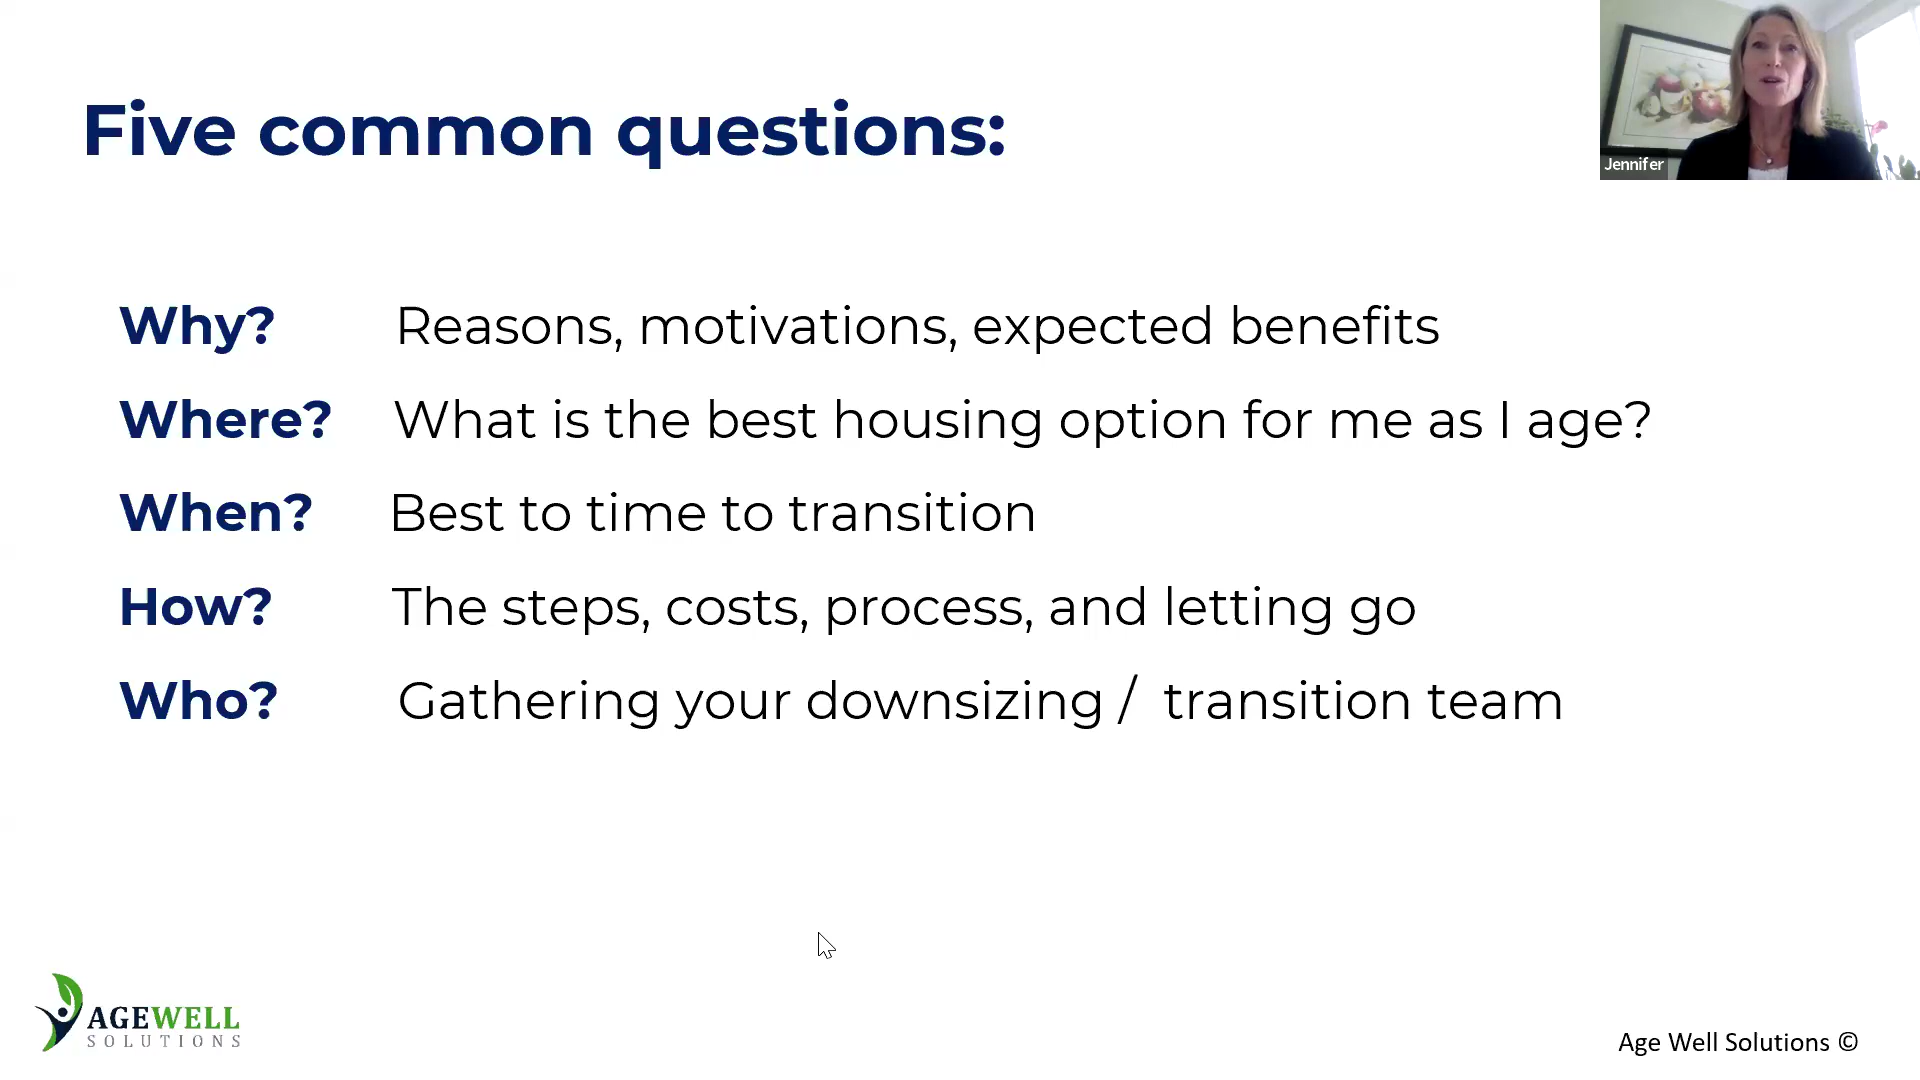 Five common questions:
Jennifer
Why? Reasons, motivations, expected benefits
Where? What is the best housing option for me as I age?
When? Best to time to transition
How? The steps, costs, process, and letting go
Who? Gathering your downsizing / transition team
AGEWELL
SOLUTIONS
Age Well Solutions ©